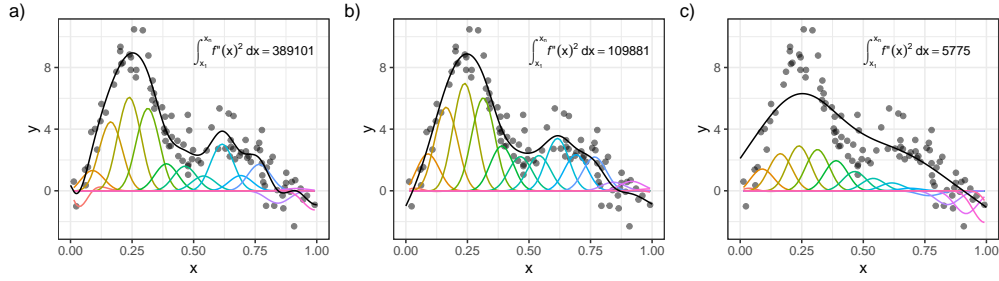 a)
y
8
4
0
0.00 0.25 0.50 0.75 1.00
x
∫x₁xₙ f''(x)² dx = 389101
b)
y
8
4
0
0.00 0.25 0.50 0.75 1.00
x
∫x₁xₙ f''(x)² dx = 109881
c)
y
8
4
0
0.00 0.25 0.50 0.75 1.00
x
∫x₁xₙ f''(x)² dx = 5775